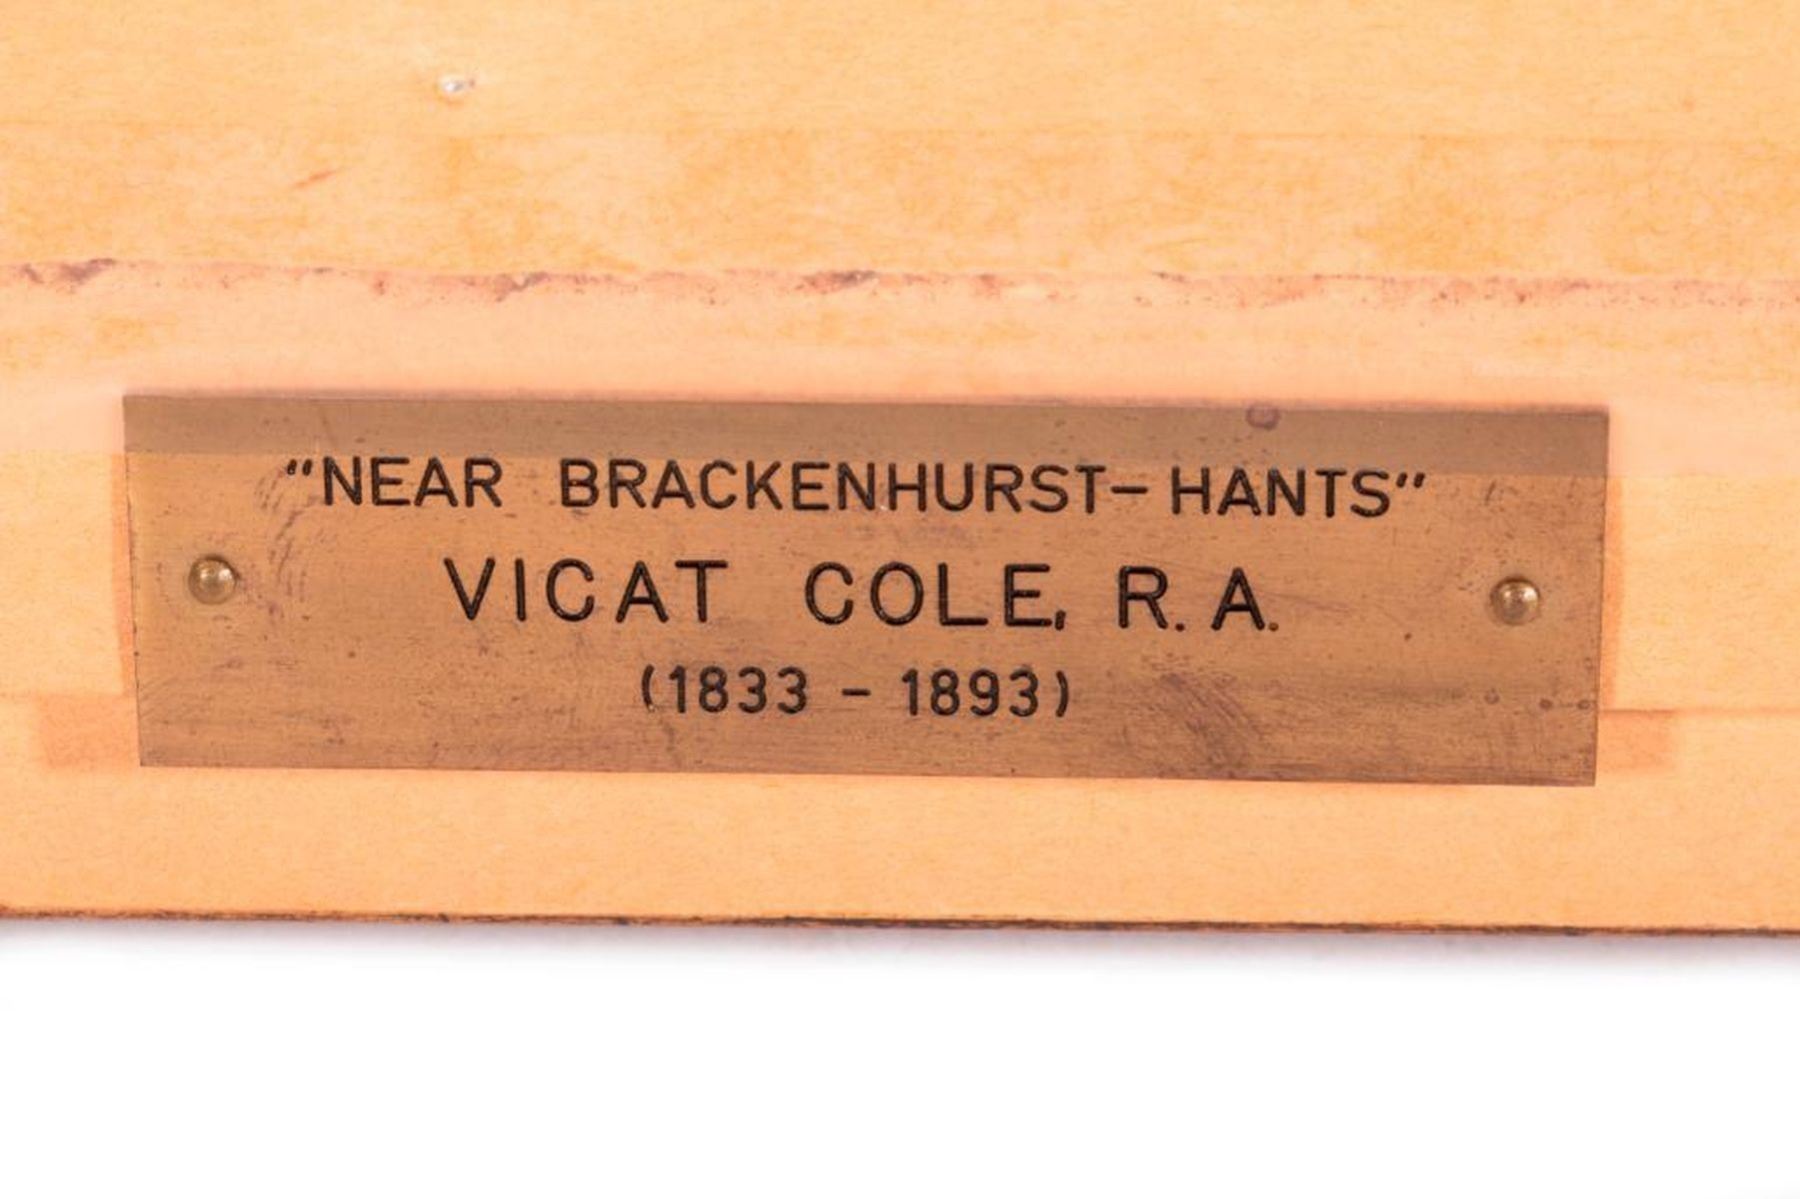 "NEAR BRACKENHURST-HANTS"
VICAT COLE, R. A.
(1833 - 1893)